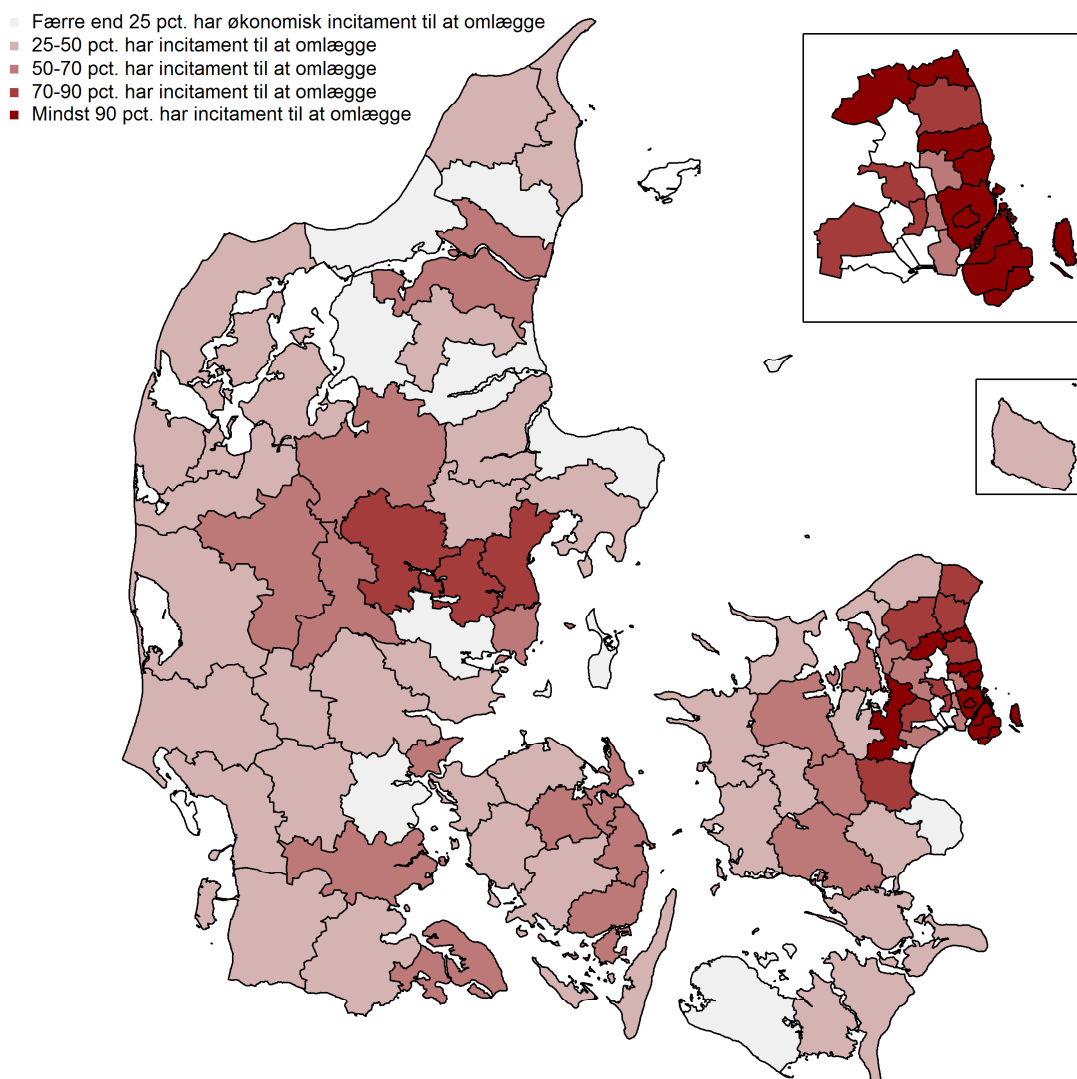 Færre end 25 pct. har økonomisk incitament til at omlægge
25-50 pct. har incitament til at omlægge
50-70 pct. har incitament til at omlægge
70-90 pct. har incitament til at omlægge
Mindst 90 pct. har incitament til at omlægge